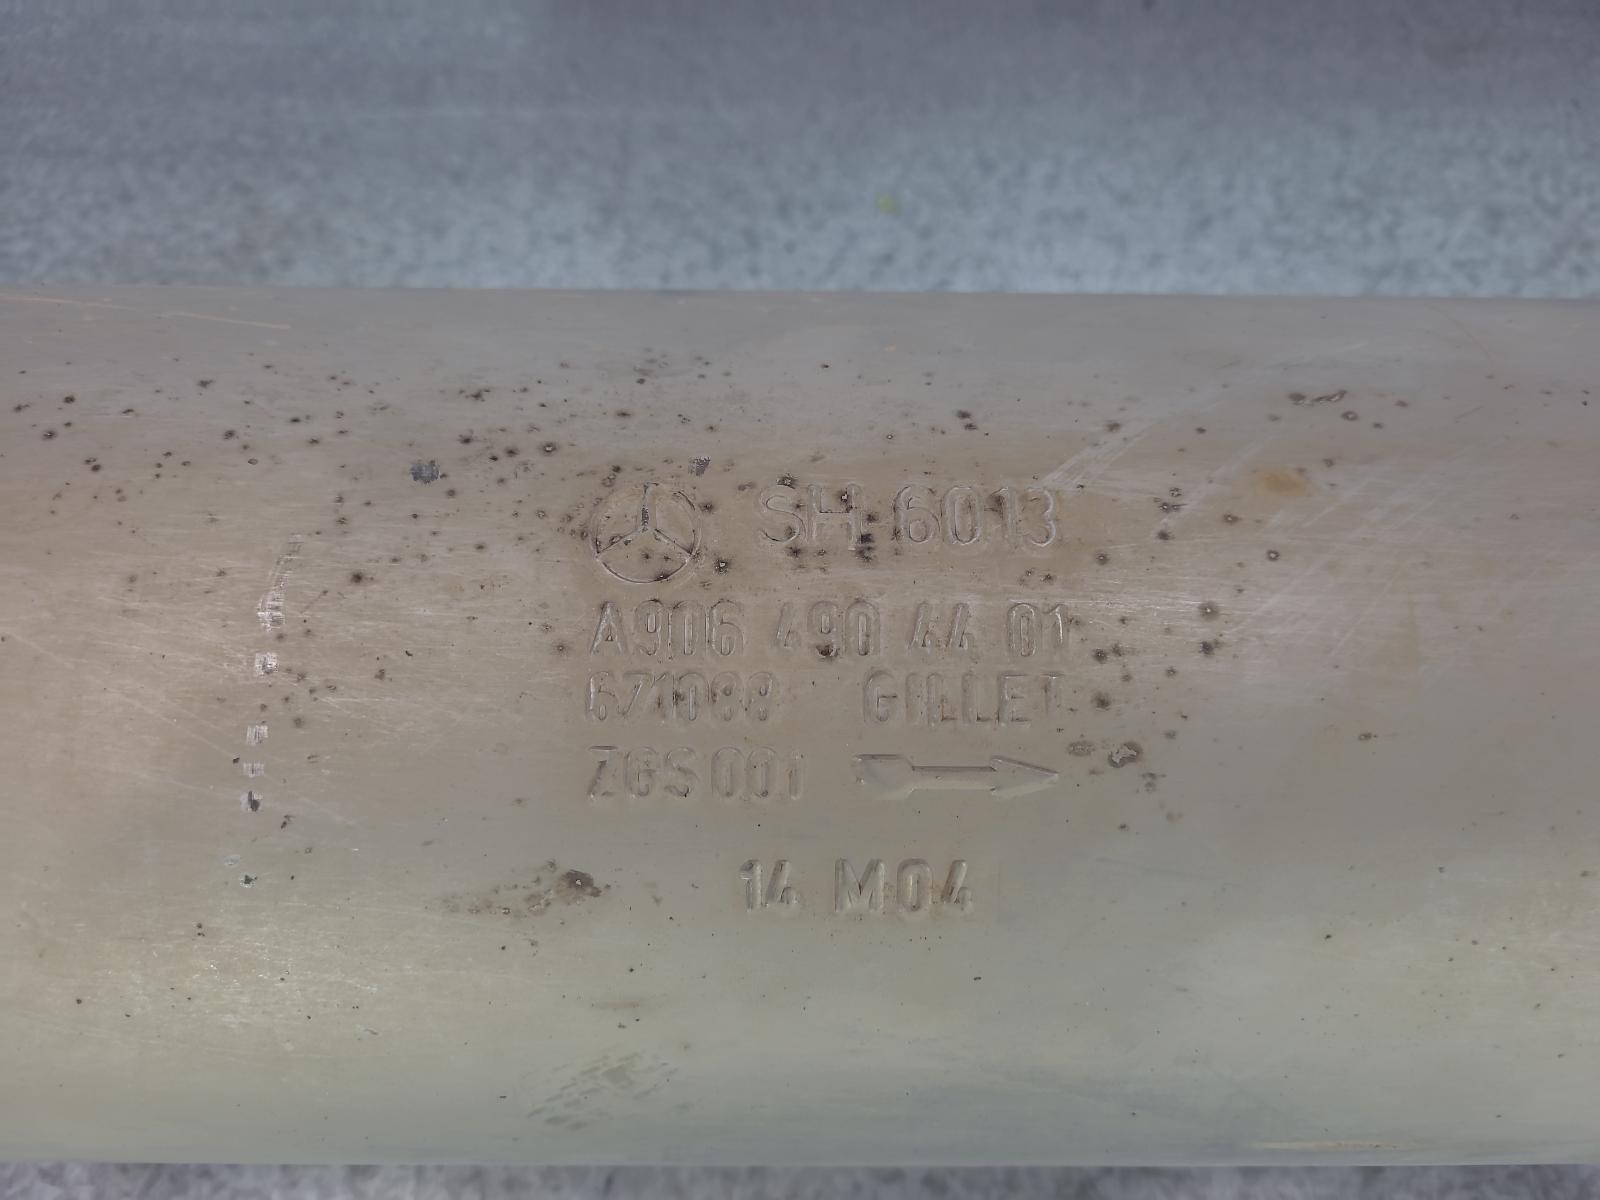 SH 6013
A906 490 44 01
671088 GILLET
ZGS001
14 M04